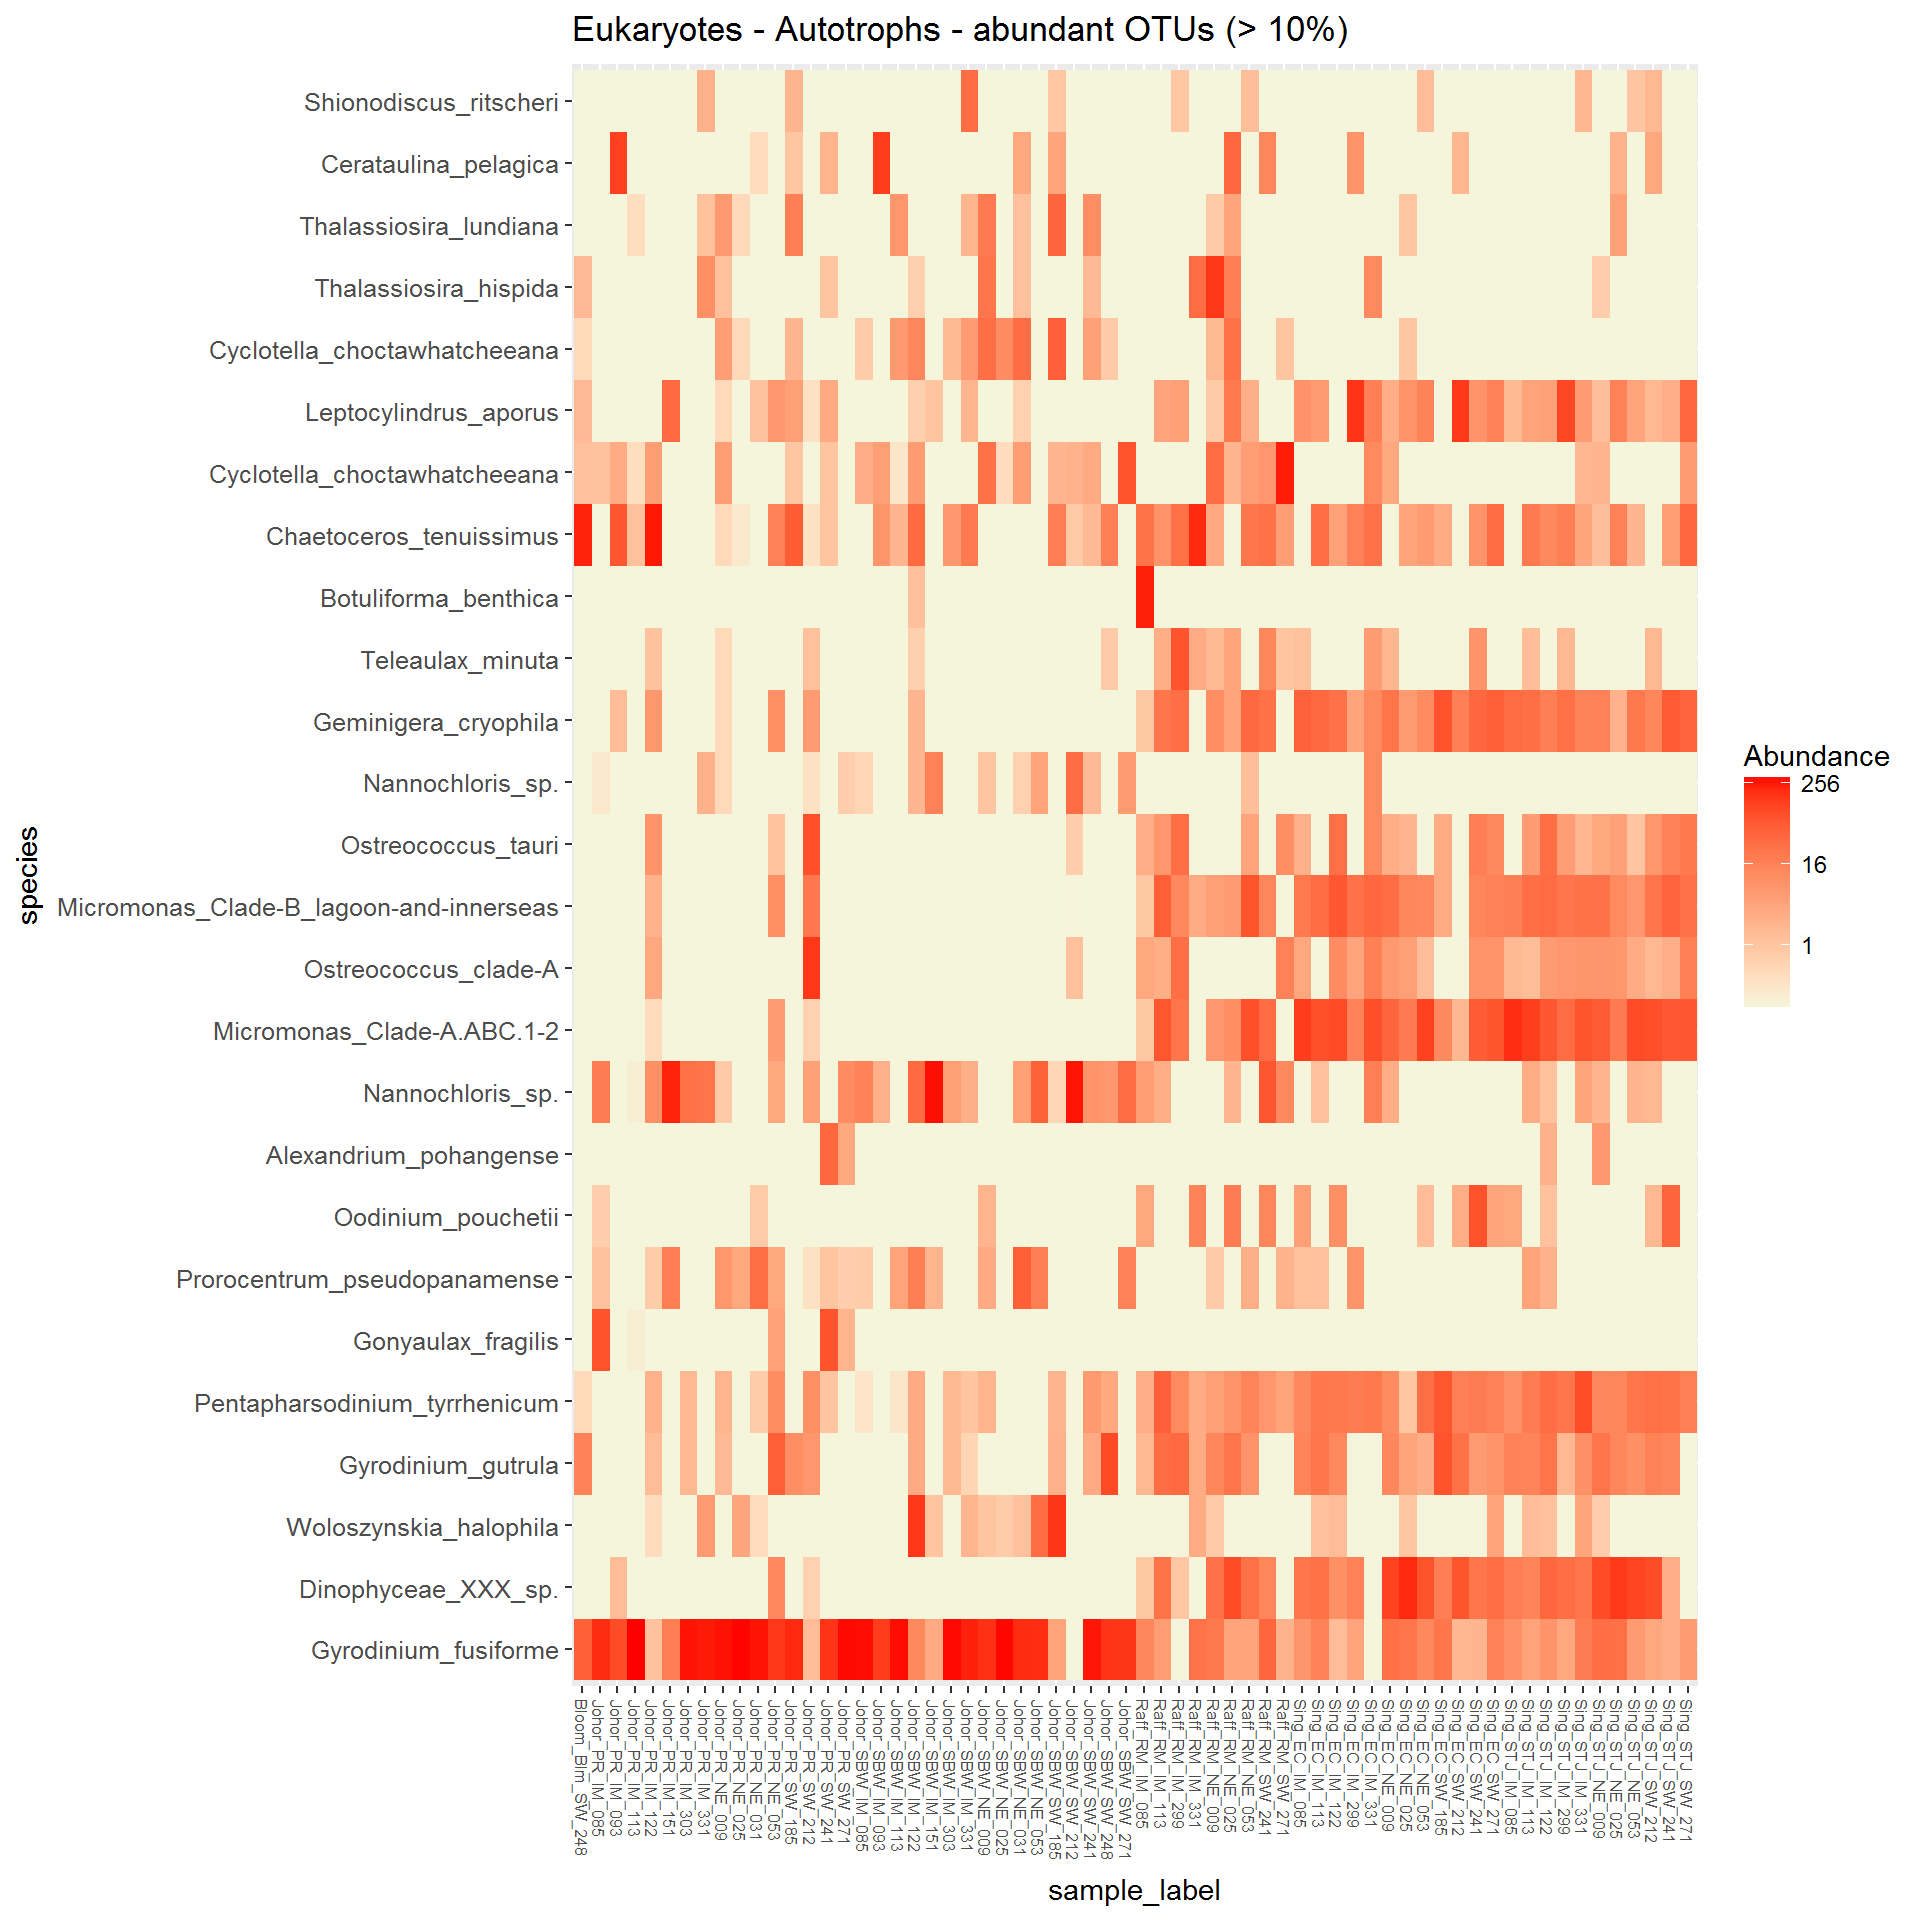 Eukaryotes - Autotrophs - abundant OTUs (> 10%)
species
Shionodiscus_ritscheri
Cerataulina_pelagica
Thalassiosira_lundiana
Thalassiosira_hispida
Cyclotella_choctawhatcheeana
Leptocylindrus_aporus
Cyclotella_choctawhatcheeana
Chaetoceros_tenuissimus
Botuliforma_benthica
Teleaulax_minuta
Geminigera_cryophila
Nannochloris_sp.
Ostreococcus_tauri
Micromonas_Clade-B_lagoon-and-innerseas
Ostreococcus_clade-A
Micromonas_Clade-A.ABC.1-2
Nannochloris_sp.
Alexandrium_pohangense
Oodinium_pouchetii
Prorocentrum_pseudopanamense
Gonyaulax_fragilis
Pentapharsodinium_tyrrhenicum
Gyrodinium_gutrula
Woloszynskia_halophila
Dinophyceae_XXX_sp.
Gyrodinium_fusiforme
Bloom_Blm_SW_248
Johor_PR_IM_085
Johor_PR_IM_093
Johor_PR_IM_113
Johor_PR_IM_122
Johor_PR_IM_151
Johor_PR_IM_303
Johor_PR_IM_331
Johor_PR_NE_009
Johor_PR_NE_025
Johor_PR_NE_031
Johor_PR_NE_053
Johor_PR_SW_185
Johor_PR_SW_212
Johor_PR_SW_241
Johor_PR_SW_271
Johor_SBW_IM_085
Johor_SBW_IM_093
Johor_SBW_IM_113
Johor_SBW_IM_122
Johor_SBW_IM_151
Johor_SBW_IM_303
Johor_SBW_IM_331
Johor_SBW_NE_009
Johor_SBW_NE_025
Johor_SBW_NE_031
Johor_SBW_NE_053
Johor_SBW_SW_185
Johor_SBW_SW_212
Johor_SBW_SW_241
Johor_SBW_SW_248
Johor_SBW_SW_271
Raff_RM_IM_085
Raff_RM_IM_113
Raff_RM_IM_299
Raff_RM_IM_331
Raff_RM_NE_009
Raff_RM_NE_025
Raff_RM_NE_053
Raff_RM_SW_241
Raff_RM_SW_271
Sing_EC_IM_085
Sing_EC_IM_113
Sing_EC_IM_122
Sing_EC_IM_299
Sing_EC_IM_331
Sing_EC_NE_009
Sing_EC_NE_025
Sing_EC_NE_053
Sing_EC_SW_185
Sing_EC_SW_212
Sing_EC_SW_241
Sing_EC_SW_271
Sing_STJ_IM_085
Sing_STJ_IM_113
Sing_STJ_IM_122
Sing_STJ_IM_299
Sing_STJ_IM_331
Sing_STJ_NE_009
Sing_STJ_NE_025
Sing_STJ_NE_053
Sing_STJ_SW_212
Sing_STJ_SW_241
Sing_STJ_SW_271
sample_label
Abundance
256
16
1